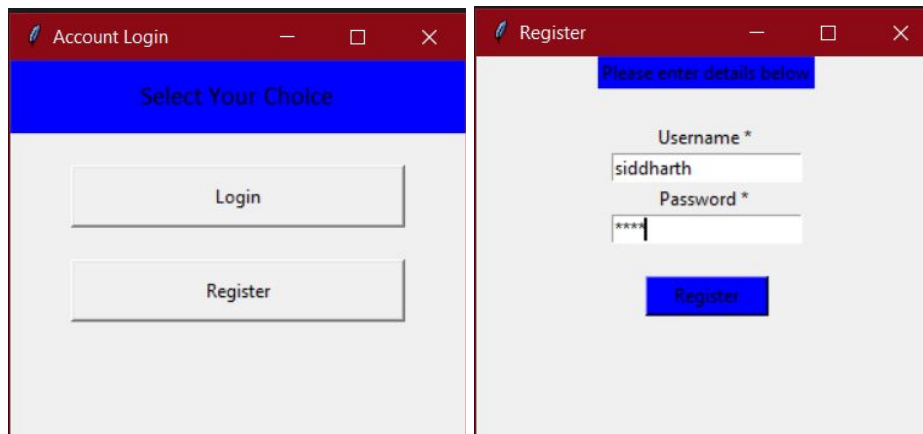 Account Login
Select Your Choice
Login
Register
Register
Please enter details below
Username *
siddharth
Password *
****
Register